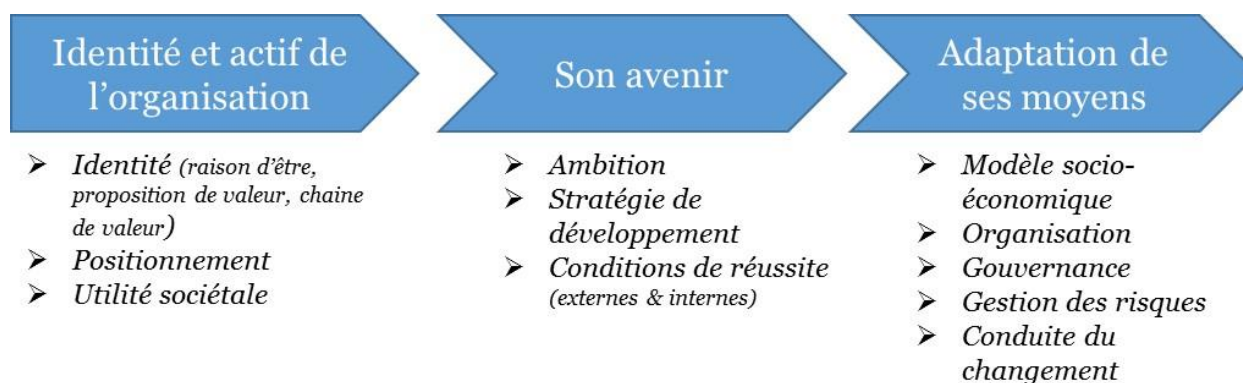 Identité et actif de
l'organisation
➢ Identité (raison d'être,
proposition de valeur, chaine
de valeur)
➢ Positionnement
➢ Utilité sociétale
Son avenir
➢ Ambition
➢ Stratégie de
développement
➢ Conditions de réussite
(externes & internes)
Adaptation de
ses moyens
➢ Modèle socio-
économique
➢ Organisation
➢ Gouvernance
➢ Gestion des risques
➢ Conduite du
changement